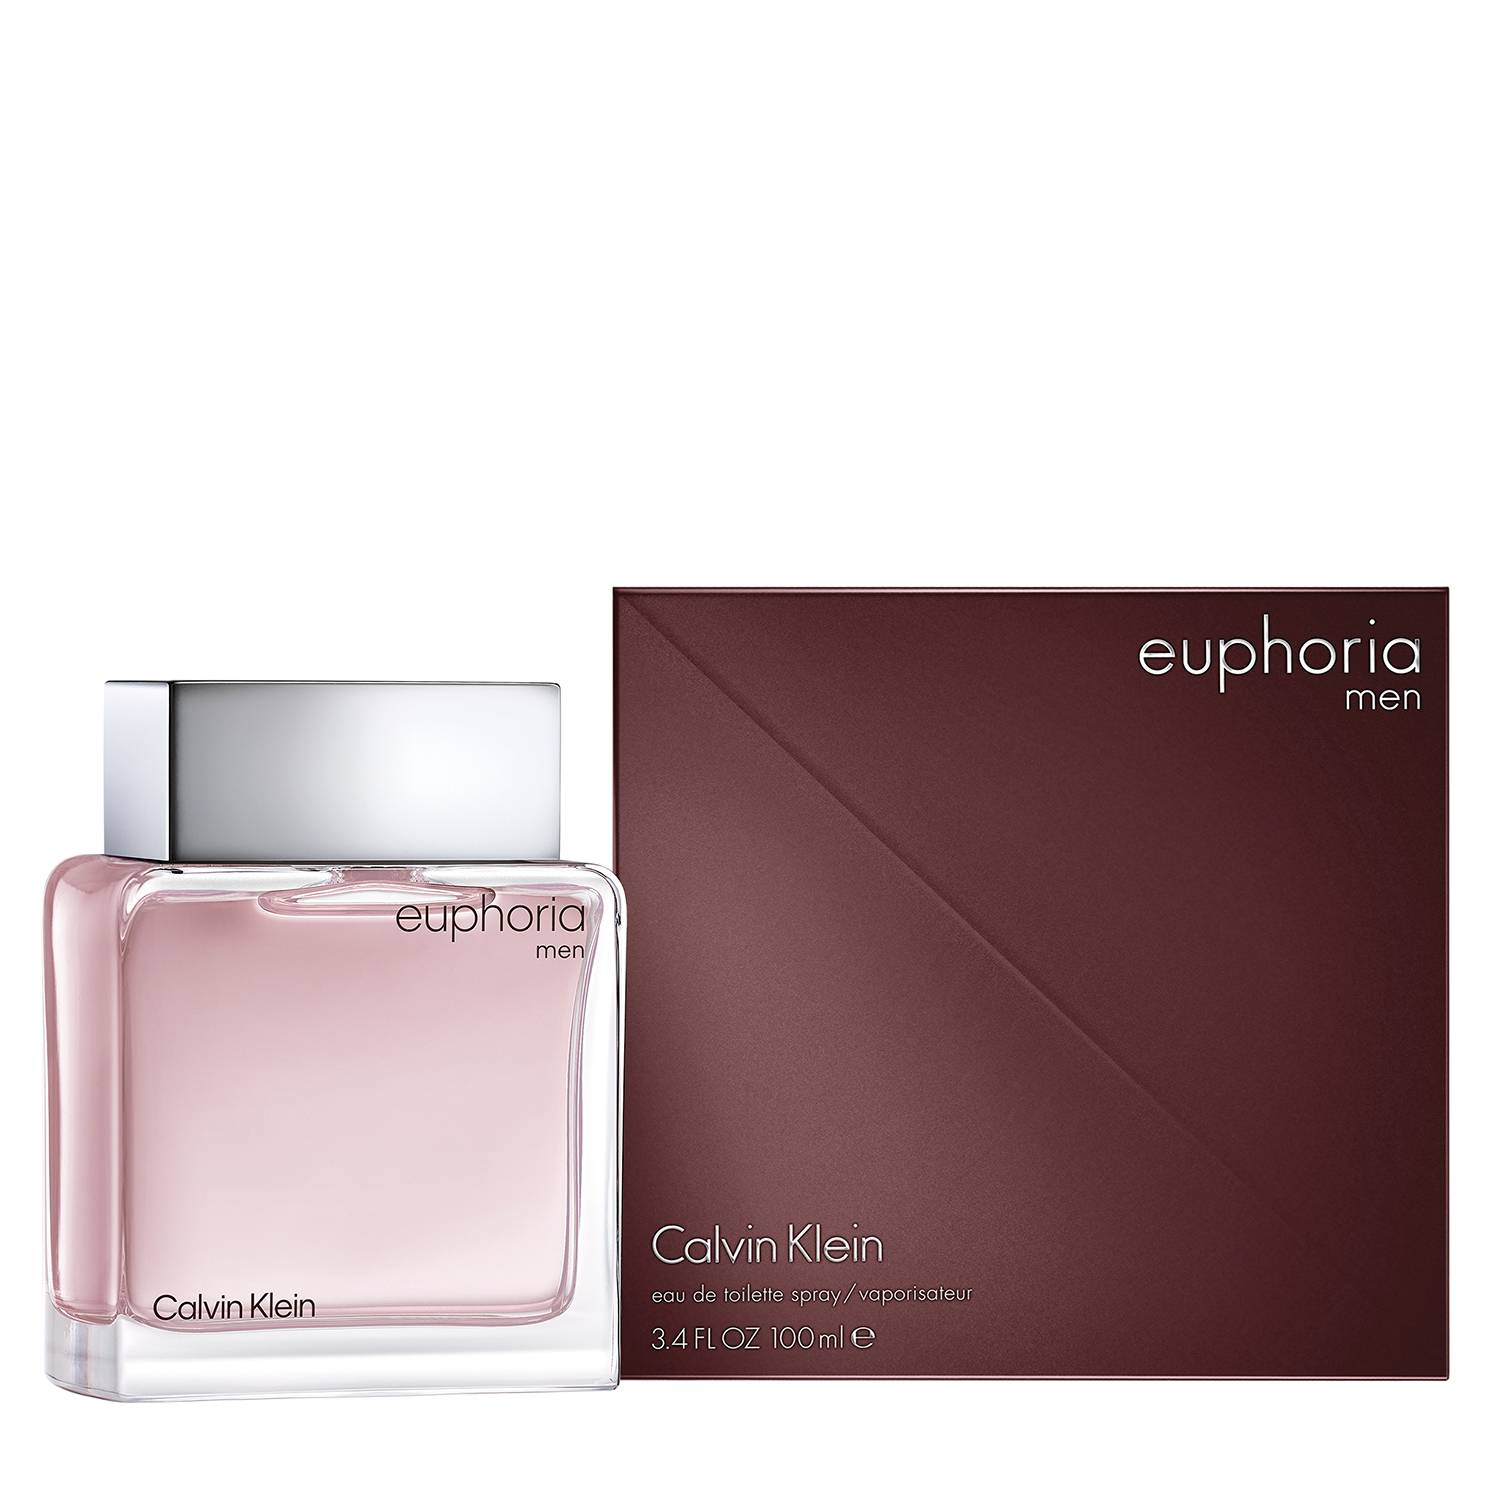 euphoria
men
Calvin Klein
euphoria
men
Calvin Klein
eau de toilette spray/vaporisateur
3.4 FL OZ 100 ml ℮